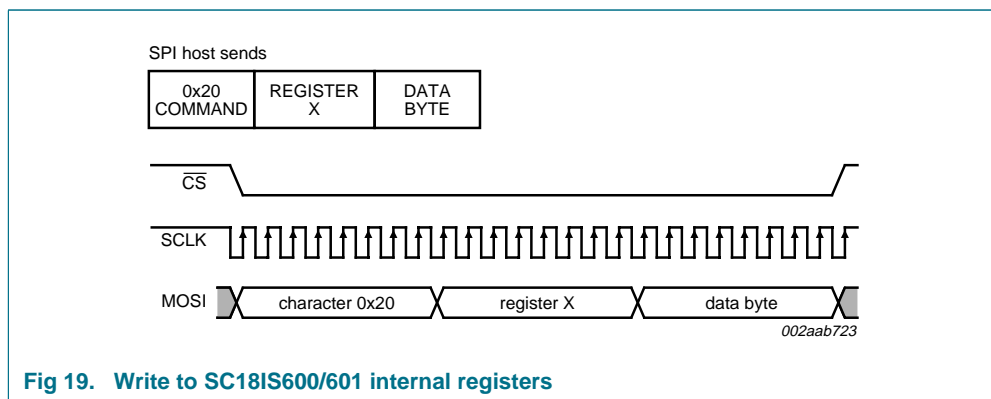 SPI host sends
0x20
COMMAND
REGISTER
X
DATA
BYTE
CS
SCLK
MOSI
character 0x20
register X
data byte
002aab723
Fig 19. Write to SC18IS600/601 internal registers